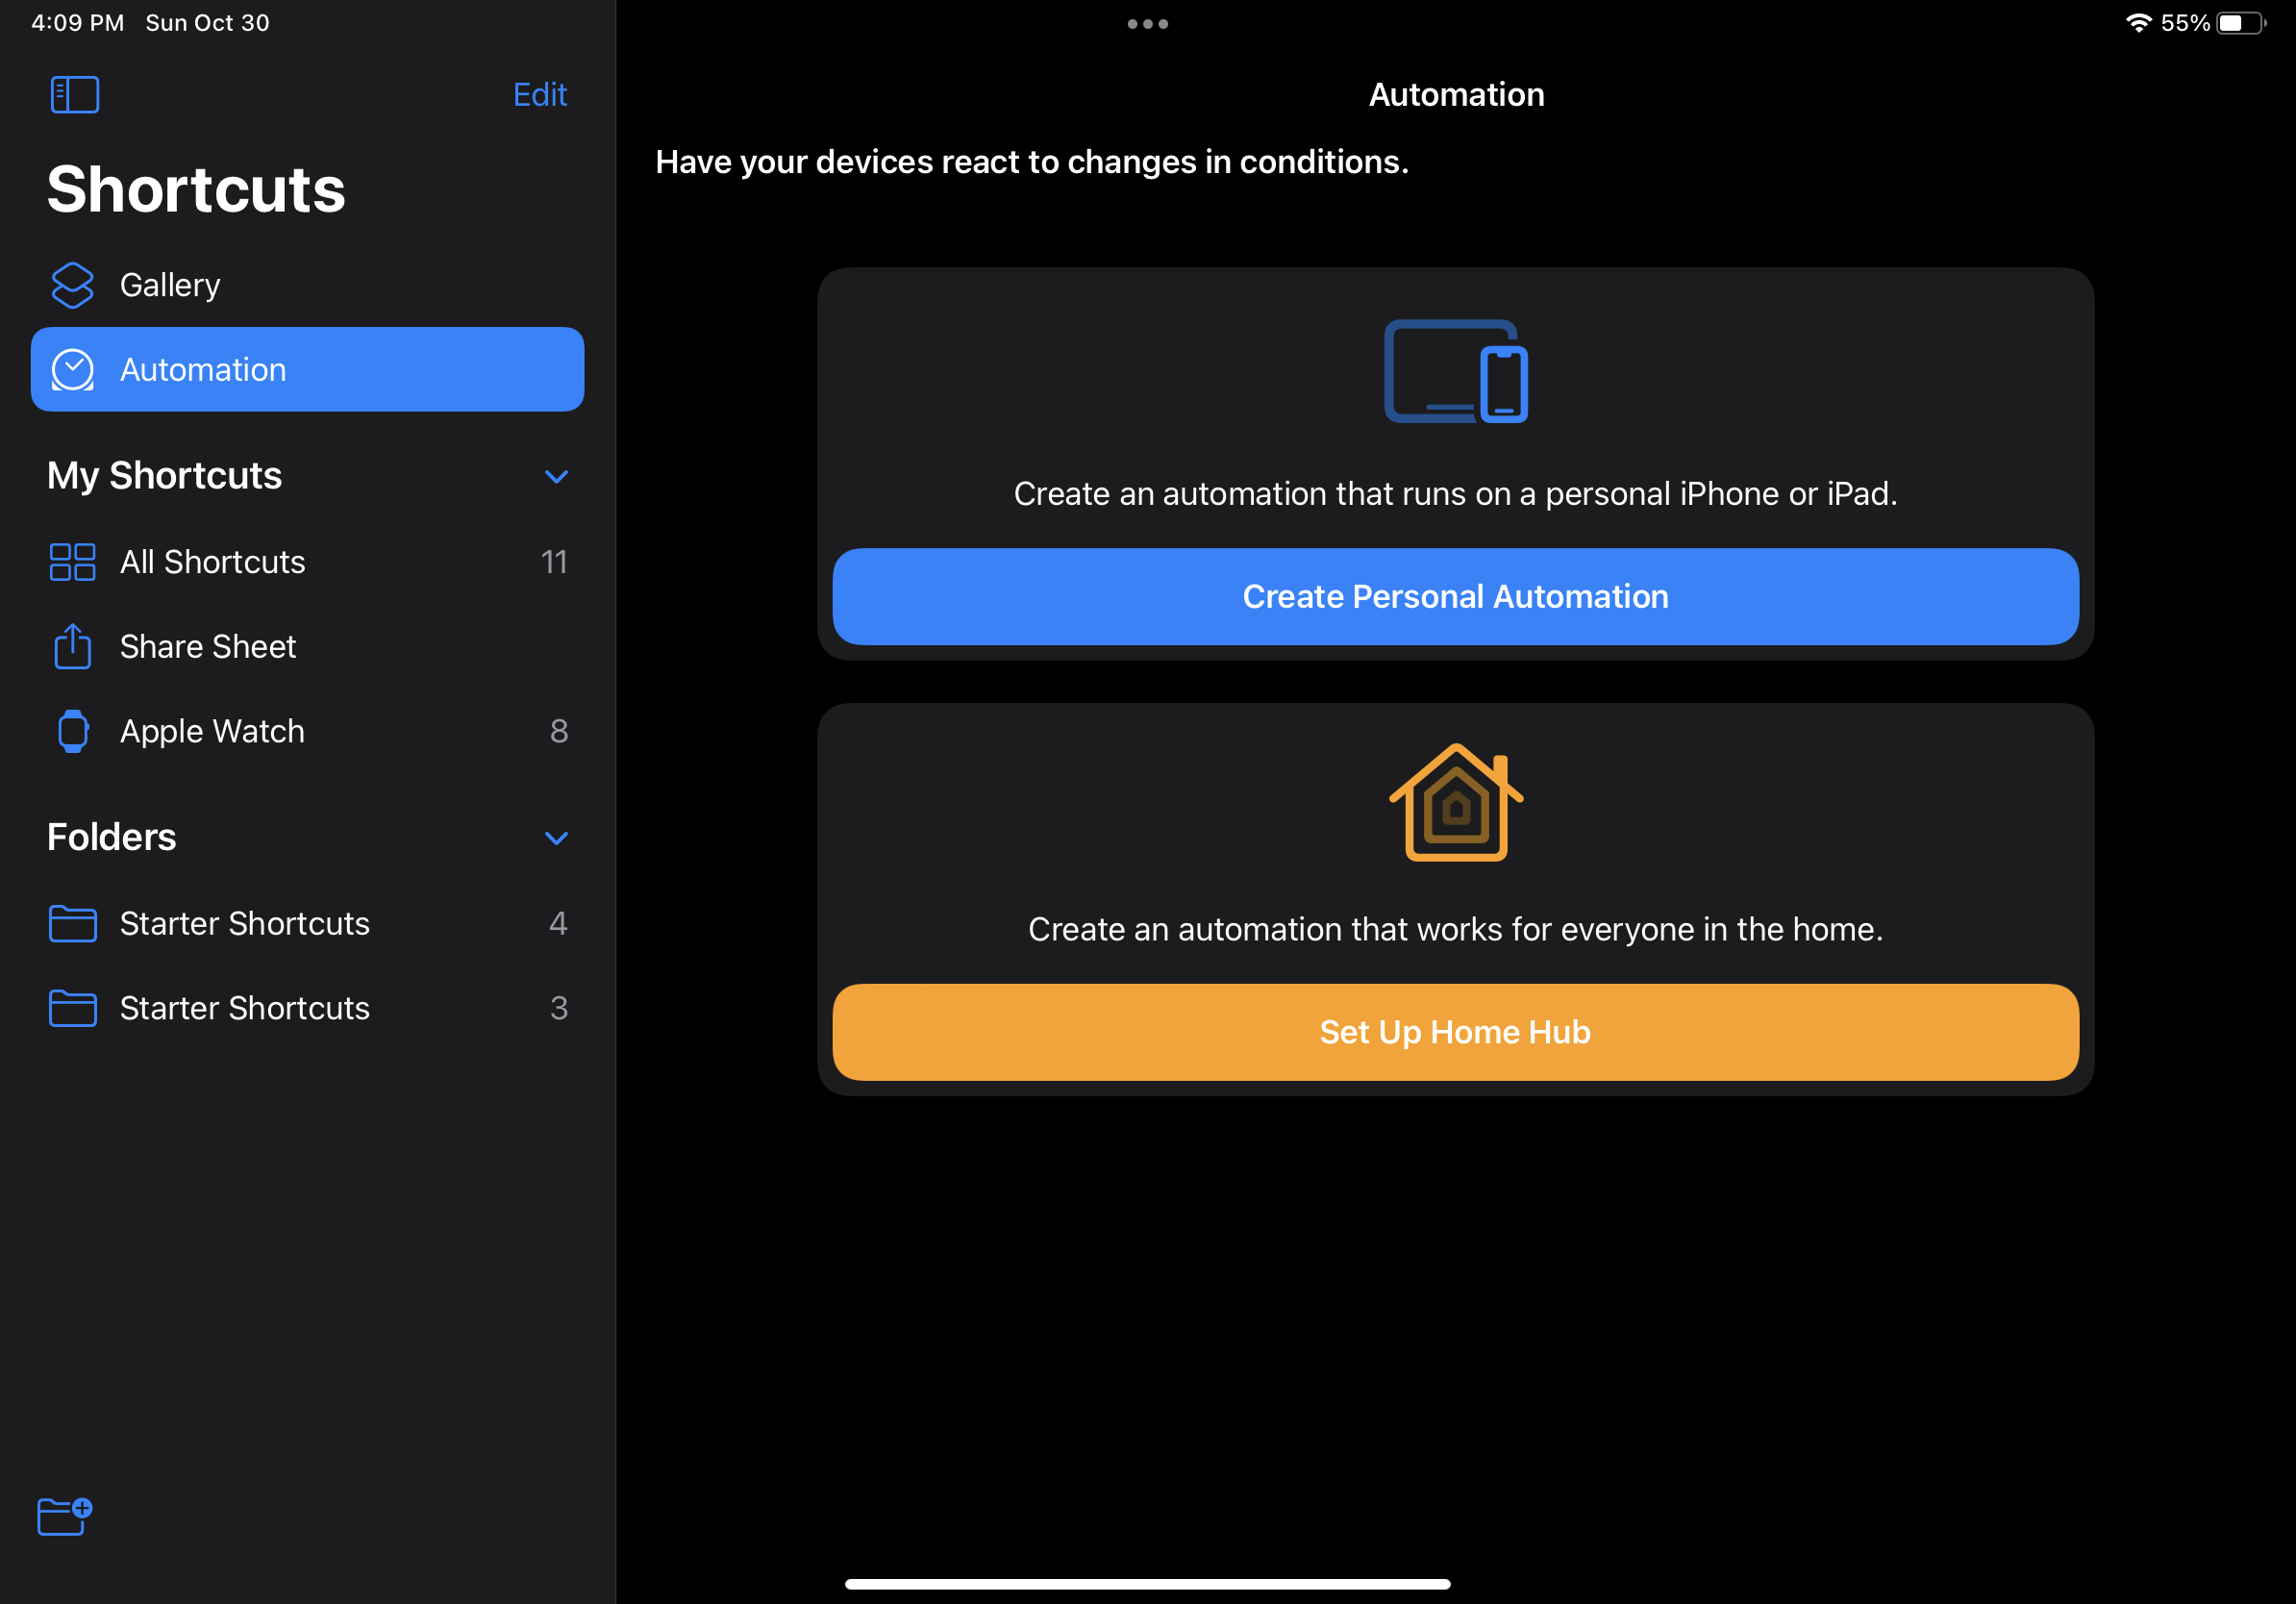 4:09 PM Sun Oct 30
55%
Edit
Shortcuts
Gallery
Automation
My Shortcuts
All Shortcuts 11
Share Sheet
Apple Watch 8
Folders
Starter Shortcuts 4
Starter Shortcuts 3
Automation
Have your devices react to changes in conditions.
Create an automation that runs on a personal iPhone or iPad.
Create Personal Automation
Create an automation that works for everyone in the home.
Set Up Home Hub